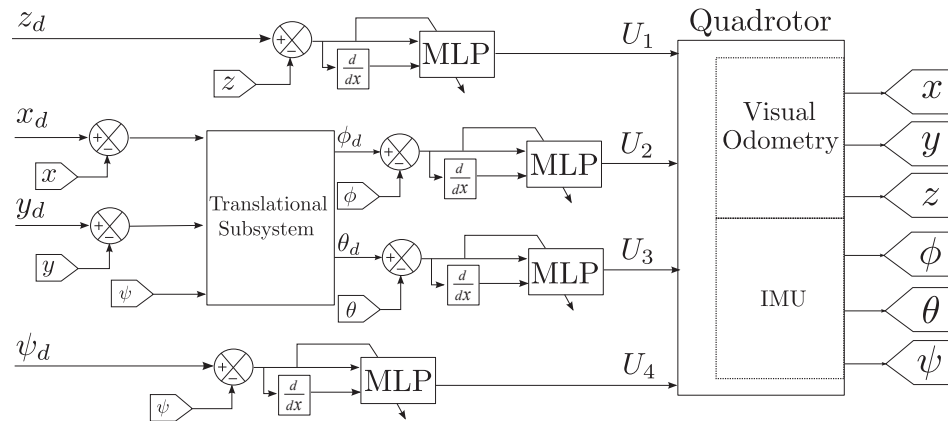 z_d
+
−
z
d
dx
MLP
U_1
Quadrotor
x_d
+
−
x
y_d
+
−
y
ψ
Translational
Subsystem
ϕ_d
+
−
ϕ
d
dx
MLP
U_2
θ_d
+
−
θ
d
dx
MLP
U_3
ψ_d
+
−
ψ
d
dx
MLP
U_4
Visual
Odometry
IMU
x
y
z
ϕ
θ
ψ